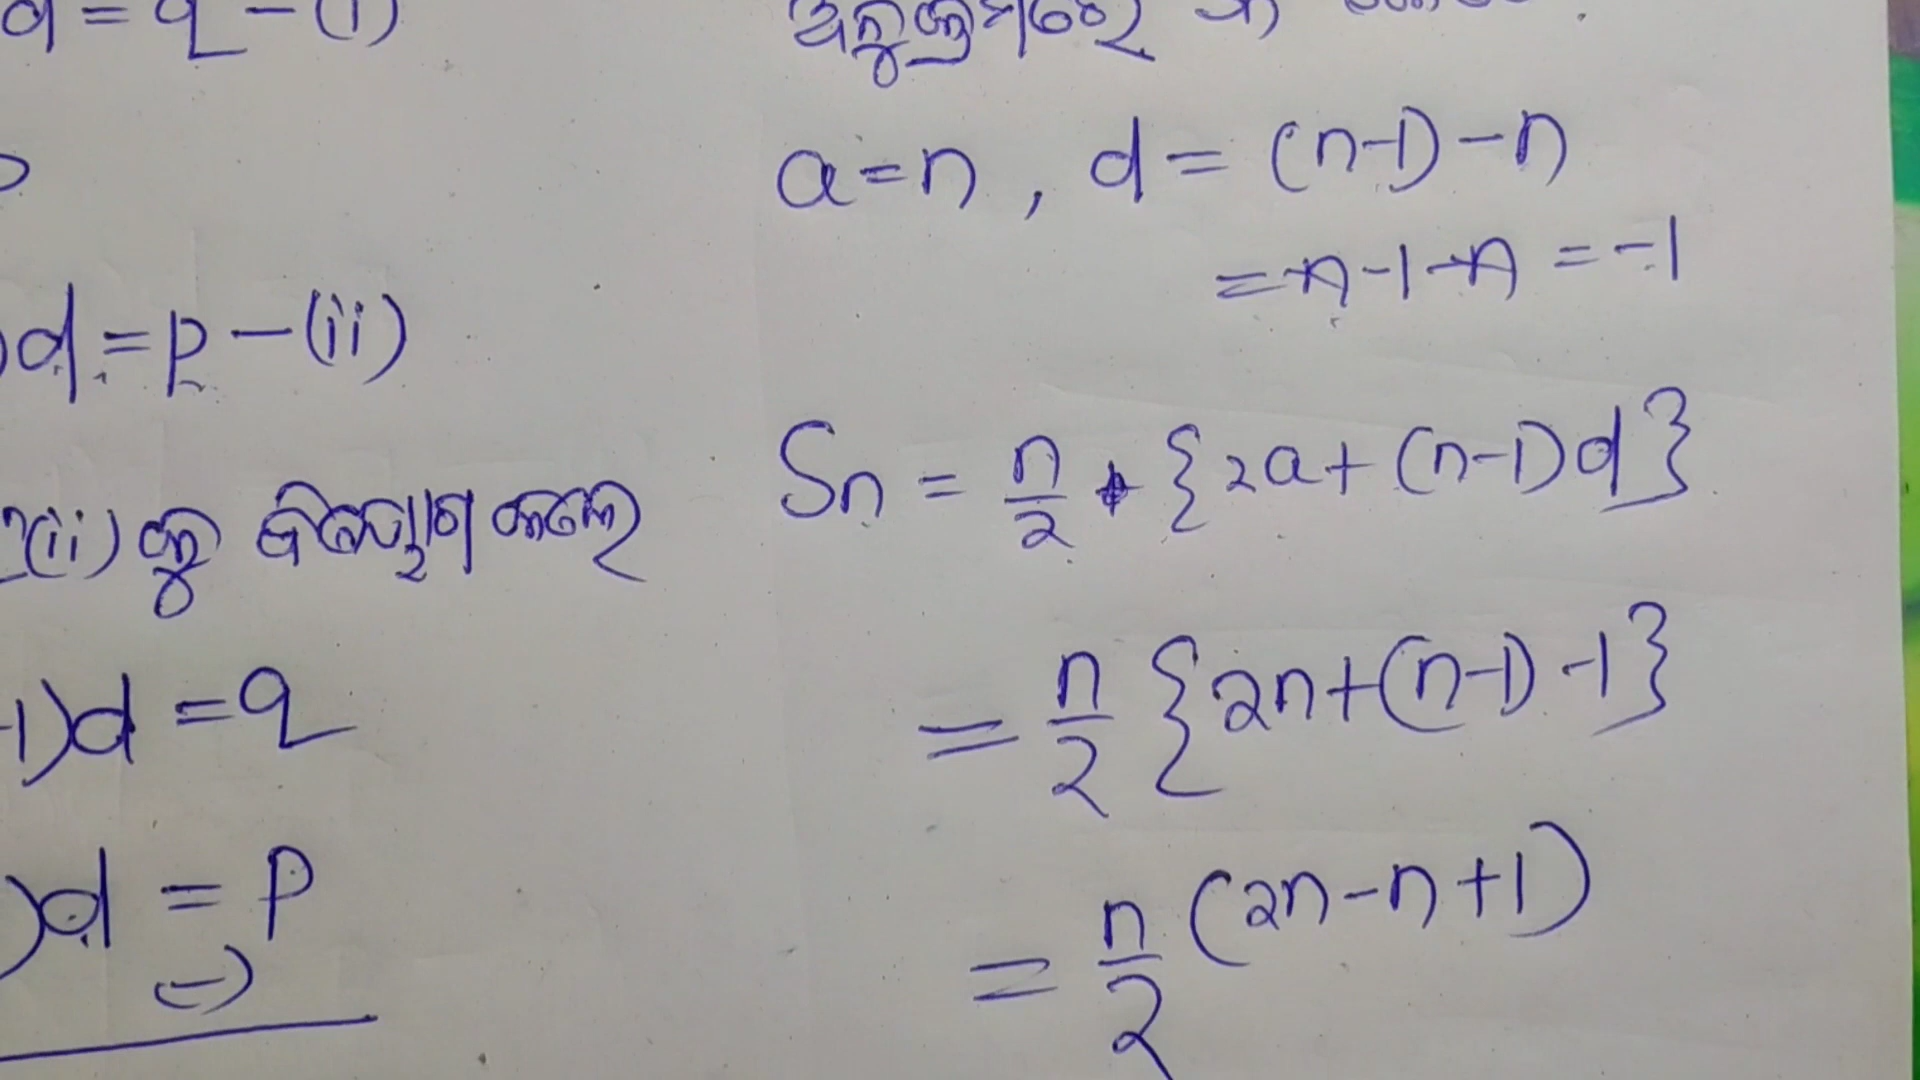 d = q - (i)
d = p - (ii)
(ii) କୁ ବିୟୋଗ କଲେ
-1)d = q
)d = p
(-)
ଅନୁକ୍ରମରେ
a = n , d = (n-1) - n
= n - 1 - n = -1
Sn = n/2 {2a + (n-1)d}
= n/2 {2n + (n-1) -1}
= n/2 (2n - n + 1)